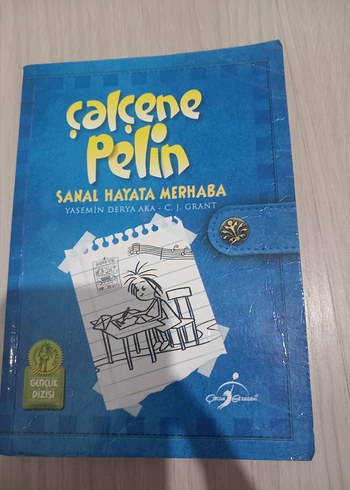 çalçene
Pelin
SANAL HAYATA MERHABA
YASEMİN DERYA AKA - C. J. GRANT
GENÇLİK
DİZİSİ